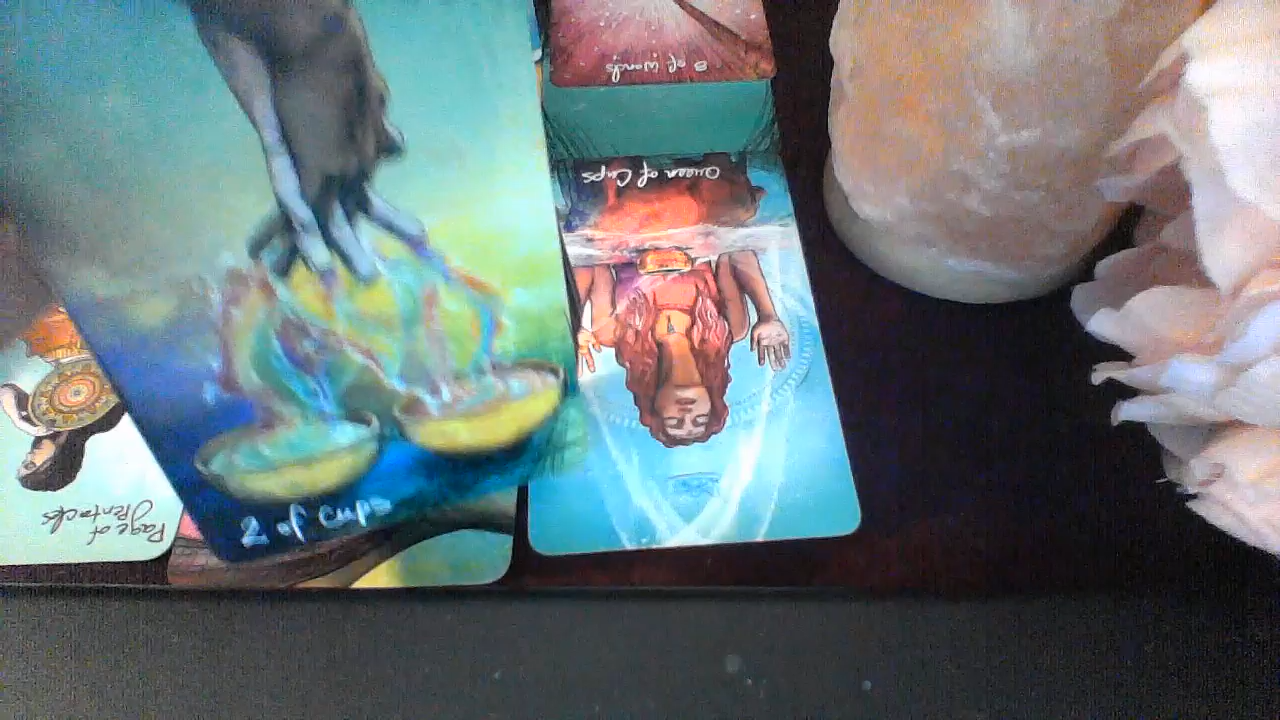 8 of wands
Queen of Cups
2 of cups
Page of
Pentacles